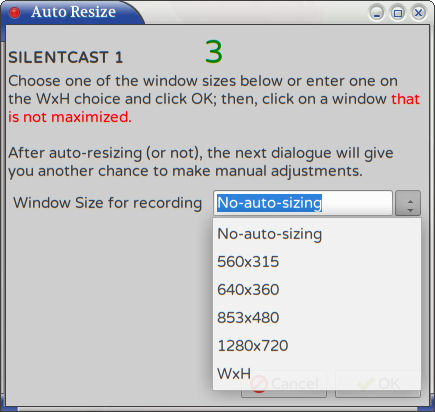 Auto Resize
3
SILENTCAST 1
Choose one of the window sizes below or enter one on
the WxH choice and click OK; then, click on a window that
is not maximized.
After auto-resizing (or not), the next dialogue will give
you another chance to make manual adjustments.
Window Size for recording No-auto-sizing
No-auto-sizing
560x315
640x360
853x480
1280x720
WxH
Cancel OK